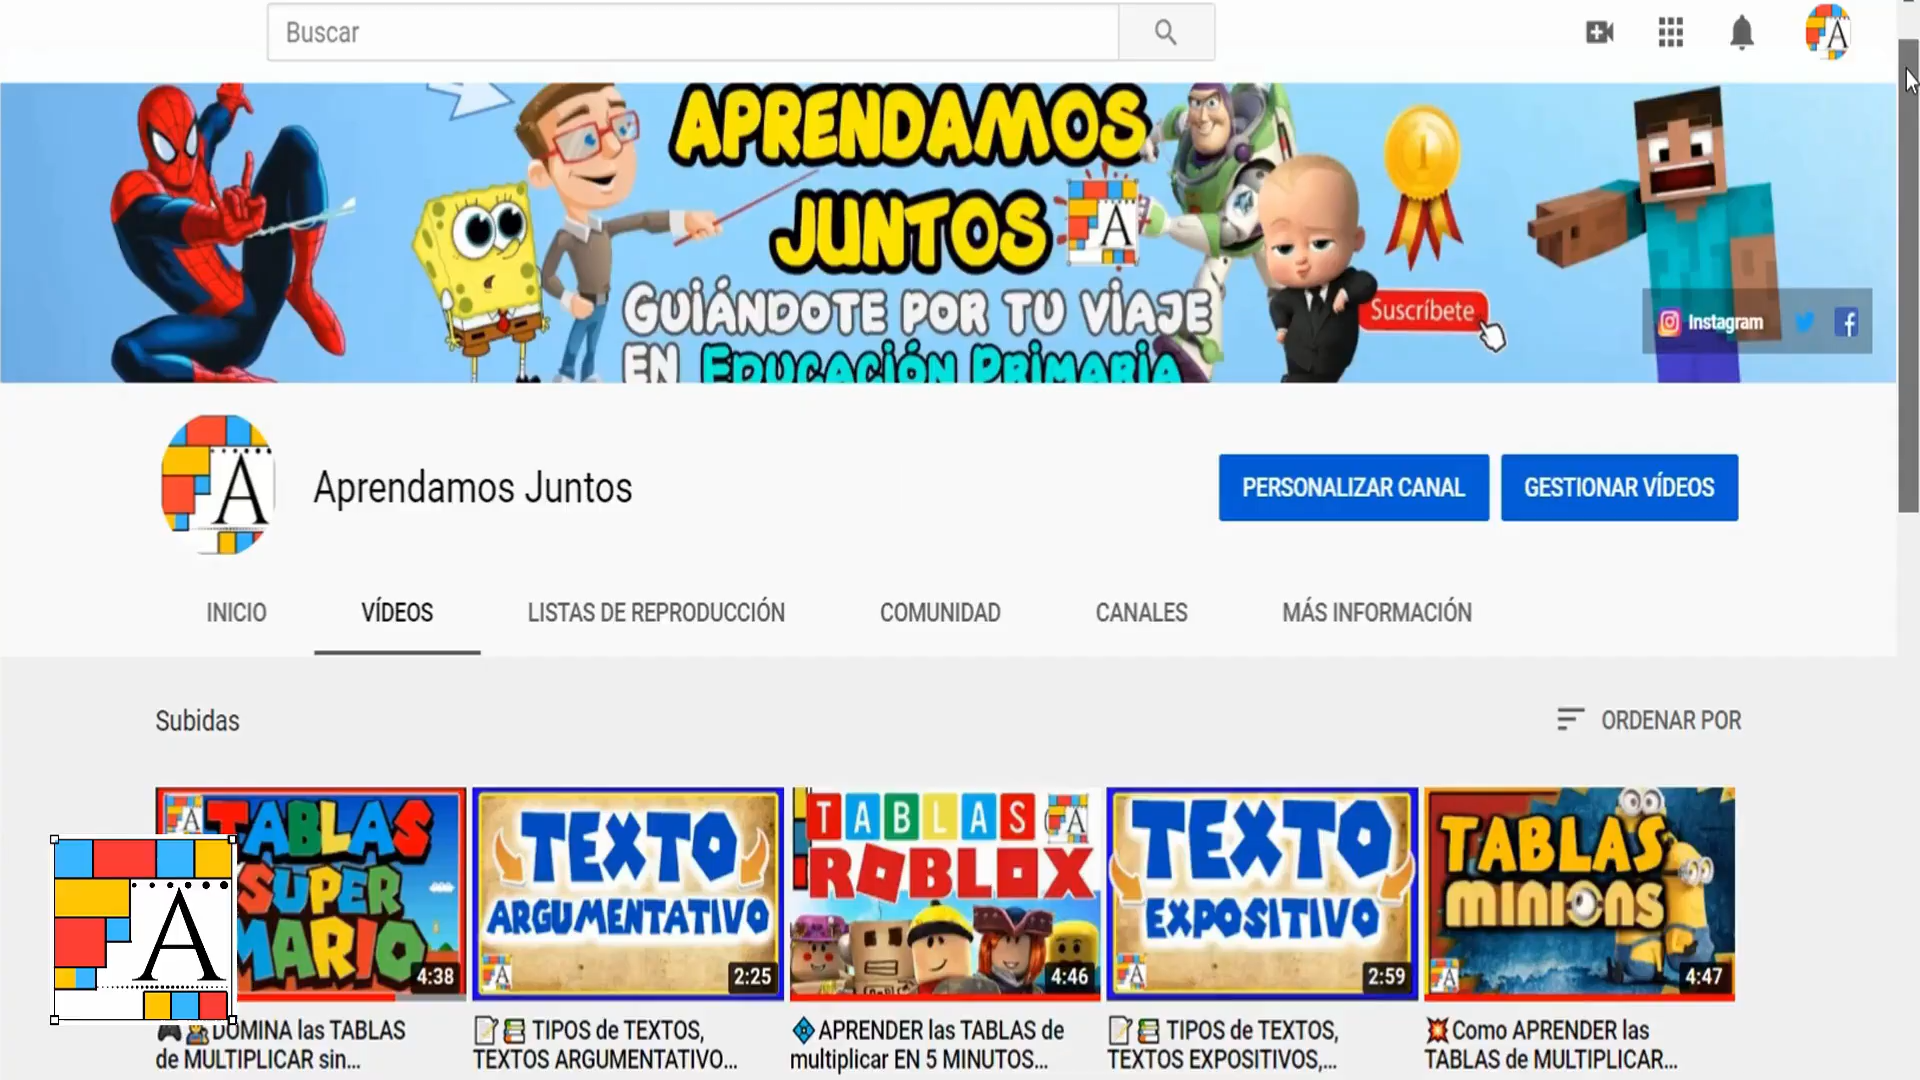 Buscar
APRENDAMOS
JUNTOS
A
GUIÁNDOTE POR TU VIAJE
EN EDUCACIÓN PRIMARIA
1
Suscríbete
Instagram
A
Aprendamos Juntos
PERSONALIZAR CANAL
GESTIONAR VÍDEOS
INICIO
VÍDEOS
LISTAS DE REPRODUCCIÓN
COMUNIDAD
CANALES
MÁS INFORMACIÓN
Subidas
ORDENAR POR
TABLAS
SUPER
MARIO
4:38
TEXTO
ARGUMENTATIVO
2:25
TABLAS
ROBLOX
4:46
TEXTO
EXPOSITIVO
2:59
TABLAS
MINIONS
4:47
A
DOMINA las TABLAS
de MULTIPLICAR sin...
TIPOS de TEXTOS,
TEXTOS ARGUMENTATIVO...
APRENDER las TABLAS de
multiplicar EN 5 MINUTOS...
TIPOS de TEXTOS,
TEXTOS EXPOSITIVOS,...
Como APRENDER las
TABLAS de MULTIPLICAR...